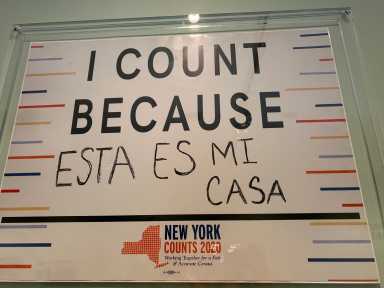 I COUNT
BECAUSE
ESTA ES MI
CASA
NEW YORK
COUNTS 2020
Working Together for a Fair
& Accurate Census